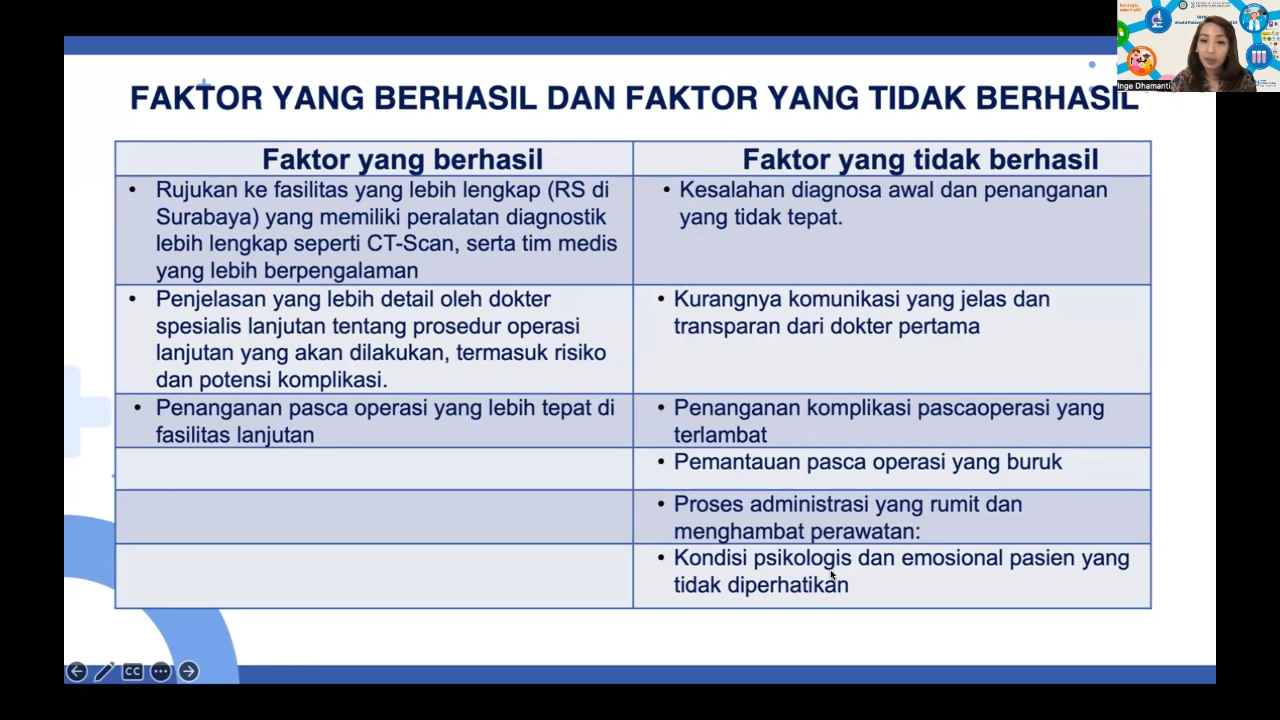 FAKTOR YANG BERHASIL DAN FAKTOR YANG TIDAK BERHASIL
Faktor yang berhasil
Faktor yang tidak berhasil
• Rujukan ke fasilitas yang lebih lengkap (RS di
Surabaya) yang memiliki peralatan diagnostik
lebih lengkap seperti CT-Scan, serta tim medis
yang lebih berpengalaman
• Kesalahan diagnosa awal dan penanganan
yang tidak tepat.
• Penjelasan yang lebih detail oleh dokter
spesialis lanjutan tentang prosedur operasi
lanjutan yang akan dilakukan, termasuk risiko
dan potensi komplikasi.
• Kurangnya komunikasi yang jelas dan
transparan dari dokter pertama
• Penanganan pasca operasi yang lebih tepat di
fasilitas lanjutan
• Penanganan komplikasi pascaoperasi yang
terlambat
• Pemantauan pasca operasi yang buruk
• Proses administrasi yang rumit dan
menghambat perawatan:
• Kondisi psikologis dan emosional pasien yang
tidak diperhatikan
Inge Dhamanti
CC